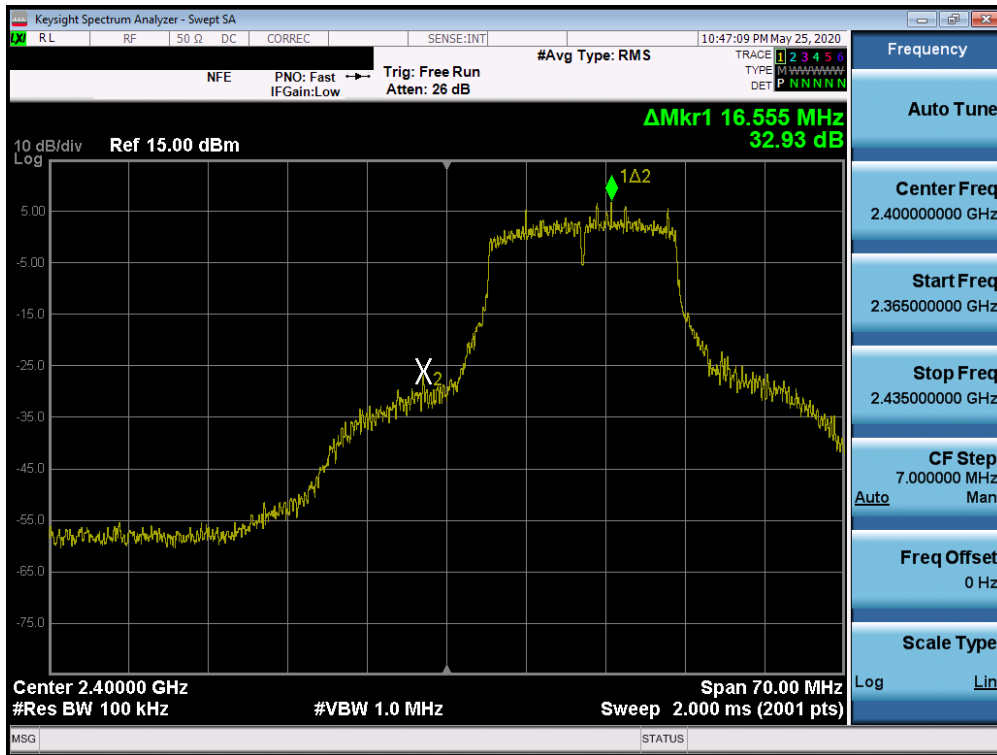 Keysight Spectrum Analyzer - Swept SA
LXI RL RF 50 Ω DC CORREC SENSE:INT 10:47:09 PM May 25, 2020
#Avg Type: RMS
TRACE 1 2 3 4 5 6
TYPE M WWWWW
DET P N N N N N
NFE
PNO: Fast
IFGain:Low
Trig: Free Run
Atten: 26 dB
ΔMkr1 16.555 MHz
32.93 dB
10 dB/div
Log
Ref 15.00 dBm
1Δ2
5.00
-5.00
-15.0
-25.0
X2
-35.0
-45.0
-55.0
-65.0
-75.0
Center 2.40000 GHz
Span 70.00 MHz
#Res BW 100 kHz
#VBW 1.0 MHz
Sweep 2.000 ms (2001 pts)
MSG
STATUS
Frequency
Auto Tune
Center Freq
2.400000000 GHz
Start Freq
2.365000000 GHz
Stop Freq
2.435000000 GHz
CF Step
7.000000 MHz
Auto Man
Freq Offset
0 Hz
Scale Type
Log Lin